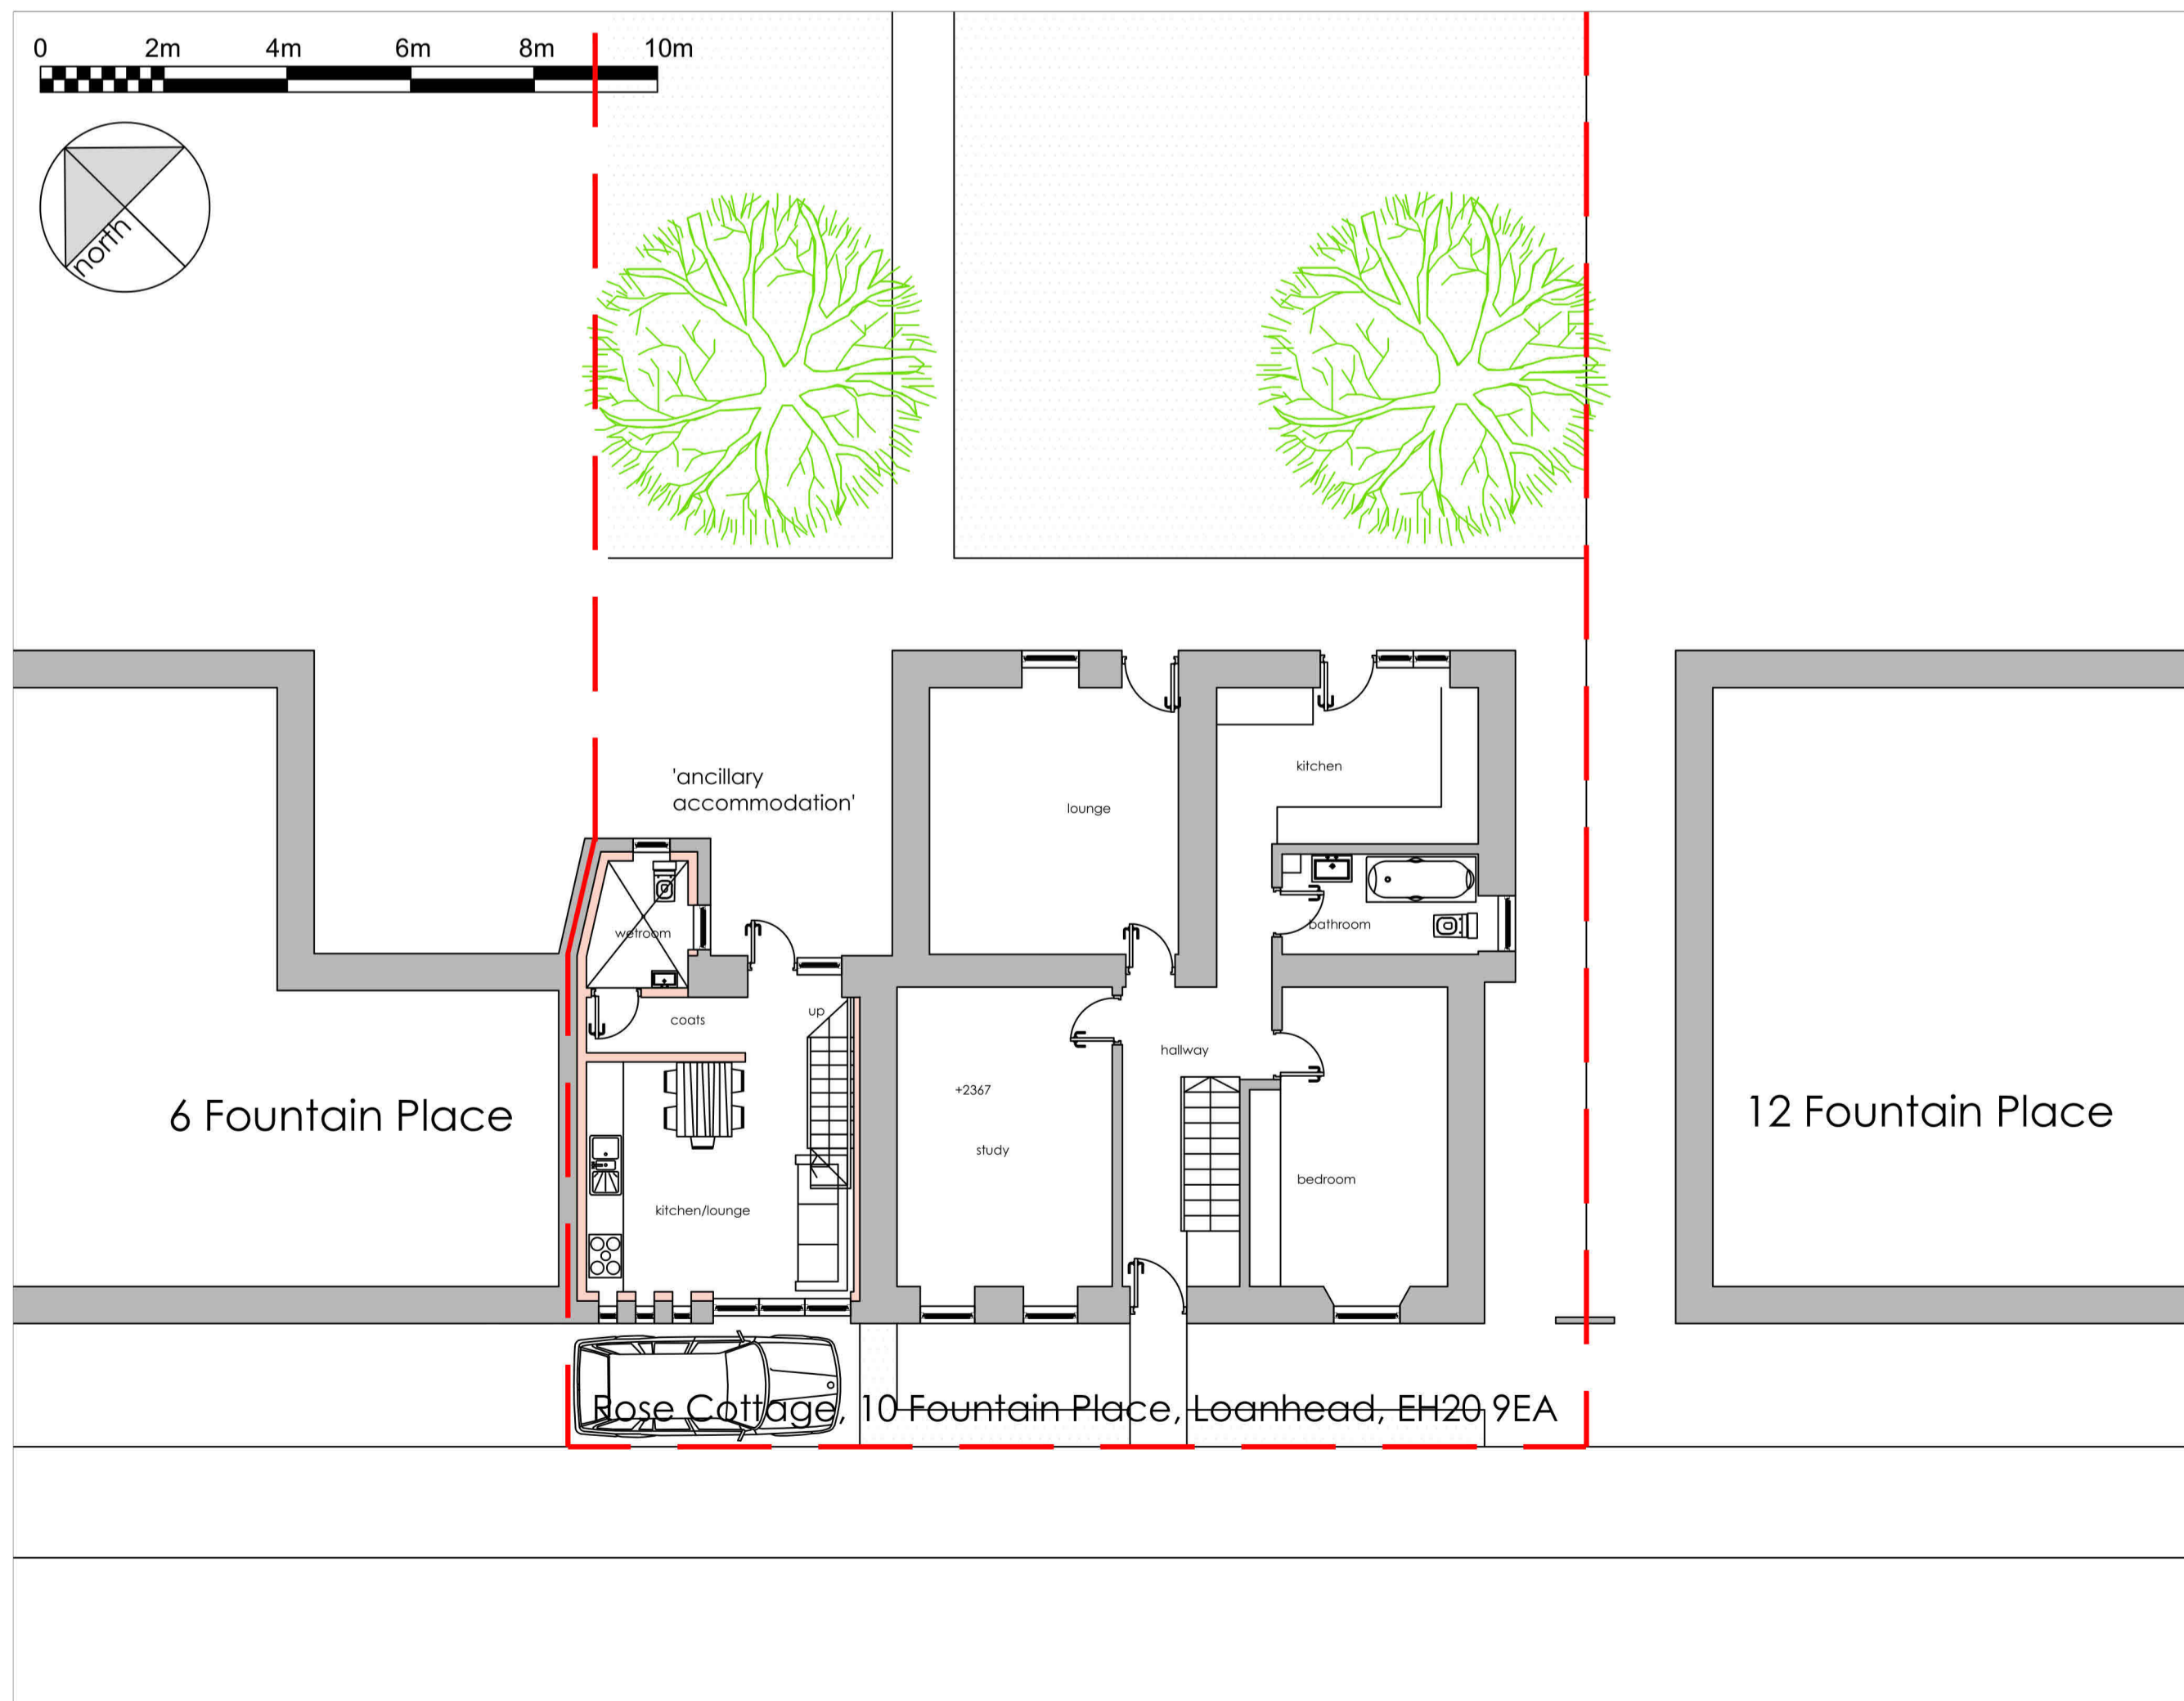 0 2m 4m 6m 8m 10m
north
'ancillary
accommodation'
lounge
kitchen
wetroom
bathroom
coats
up
hallway
+2367
study
kitchen/lounge
bedroom
6 Fountain Place
12 Fountain Place
Rose Cottage, 10 Fountain Place, Loanhead, EH20 9EA